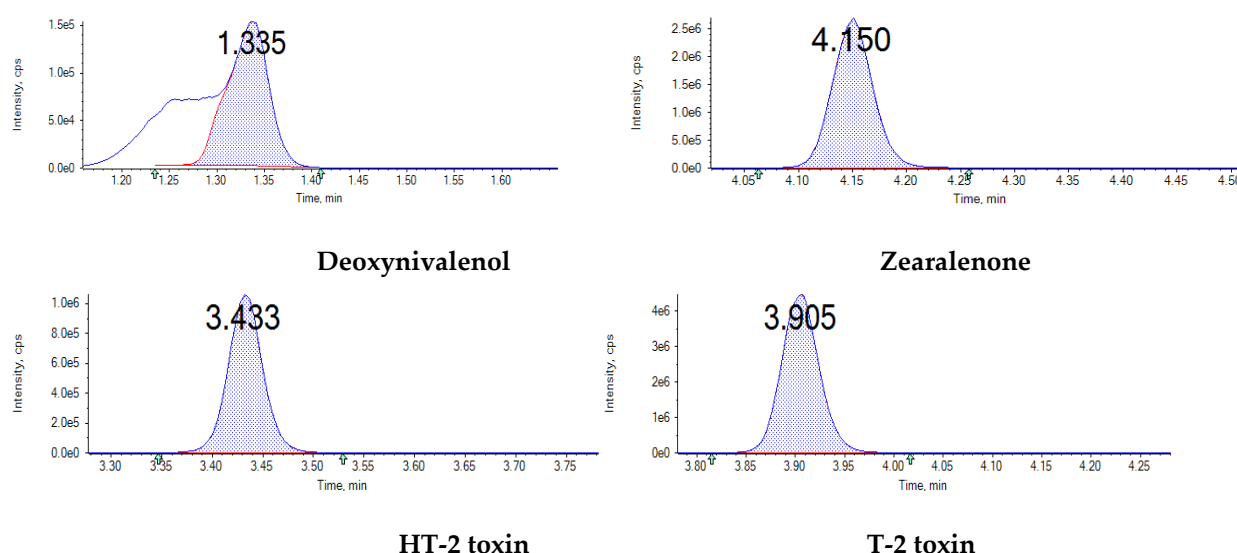 1.5e5
1.0e5
5.0e4
0.0e0
Intensity, cps
1.335
1.20 1.25 1.30 1.35 1.40 1.45 1.50 1.55 1.60
Time, min
Deoxynivalenol
2.5e6
2.0e6
1.5e6
1.0e6
5.0e5
0.0e0
Intensity, cps
4.150
4.05 4.10 4.15 4.20 4.25 4.30 4.35 4.40 4.45 4.50
Time, min
Zearalenone
1.0e6
8.0e5
6.0e5
4.0e5
2.0e5
0.0e0
Intensity, cps
3.433
3.30 3.35 3.40 3.45 3.50 3.55 3.60 3.65 3.70 3.75
Time, min
HT-2 toxin
4e6
3e6
2e6
1e6
0e0
Intensity, cps
3.905
3.80 3.85 3.90 3.95 4.00 4.05 4.10 4.15 4.20 4.25
Time, min
T-2 toxin